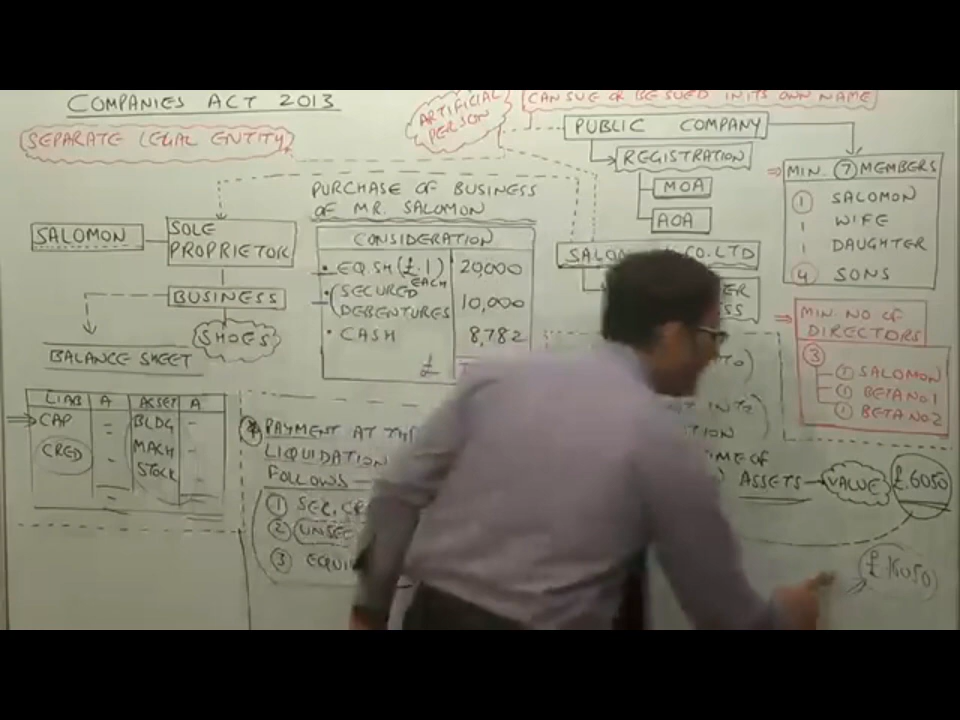 COMPANIES ACT 2013
SEPARATE LEGAL ENTITY
ARTIFICIAL
PERSON
CAN SUE OR BE SUED IN ITS OWN NAME
PUBLIC COMPANY
REGISTRATION
MOA
AOA
MIN. 7 MEMBERS
1 SALOMON
1 WIFE
1 DAUGHTER
4 SONS
PURCHASE OF BUSINESS
OF MR. SALOMON
CONSIDERATION
• EQ.SH (£.1) EACH 20,000
• SECURED
DEBENTURES 10,000
• CASH 8,782
£
SALOMON
SOLE
PROPRIETOR
BUSINESS
SHOES
BALANCE SHEET
LIAB A ASSET A
CAP BLDG
CRED MACH
STOCK
CO. LTD
MIN. NO OF
DIRECTORS
3
1 SALOMON
1 BETA NO 1
1 BETA NO 2
PAYMENT AT
LIQUIDATION
FOLLOWS
1 SEC.
2 UNSEC
3
OF
ASSETS VALUE £.6050
£ 16050